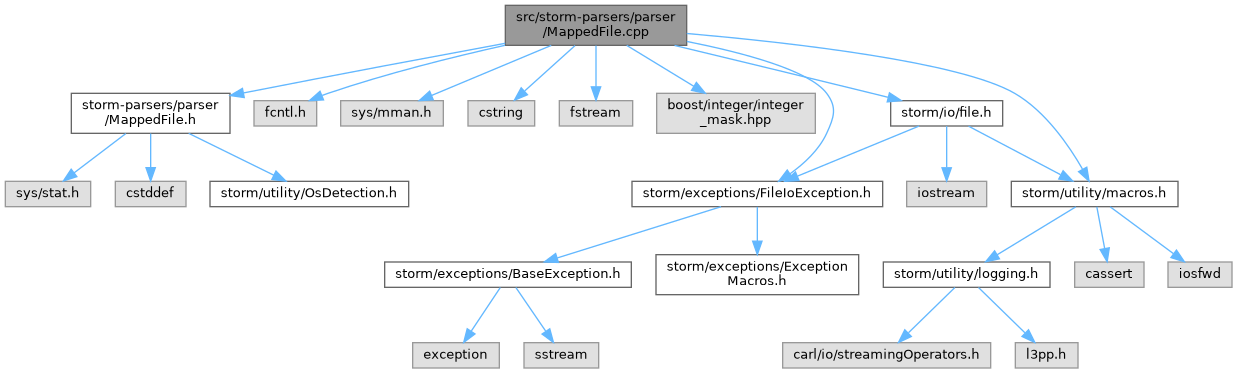 src/storm-parsers/parser
/MappedFile.cpp
storm-parsers/parser
/MappedFile.h
fcntl.h
sys/mman.h
cstring
fstream
boost/integer/integer
_mask.hpp
storm/io/file.h
sys/stat.h
cstddef
storm/utility/OsDetection.h
storm/exceptions/FileIoException.h
iostream
storm/utility/macros.h
storm/exceptions/BaseException.h
storm/exceptions/Exception
Macros.h
storm/utility/logging.h
cassert
iosfwd
exception
sstream
carl/io/streamingOperators.h
l3pp.h